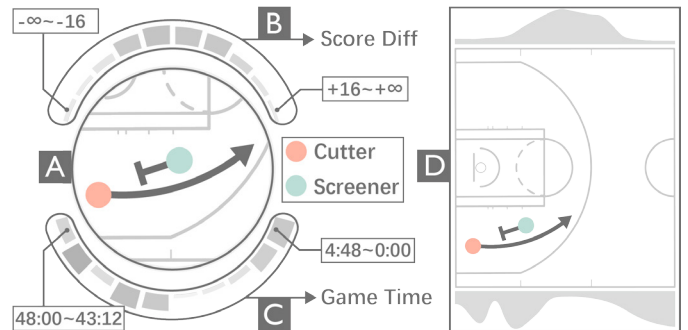 -∞~-16
B
Score Diff
+16~+∞
A
Cutter
Screener
D
4:48~0:00
48:00~43:12
C
Game Time